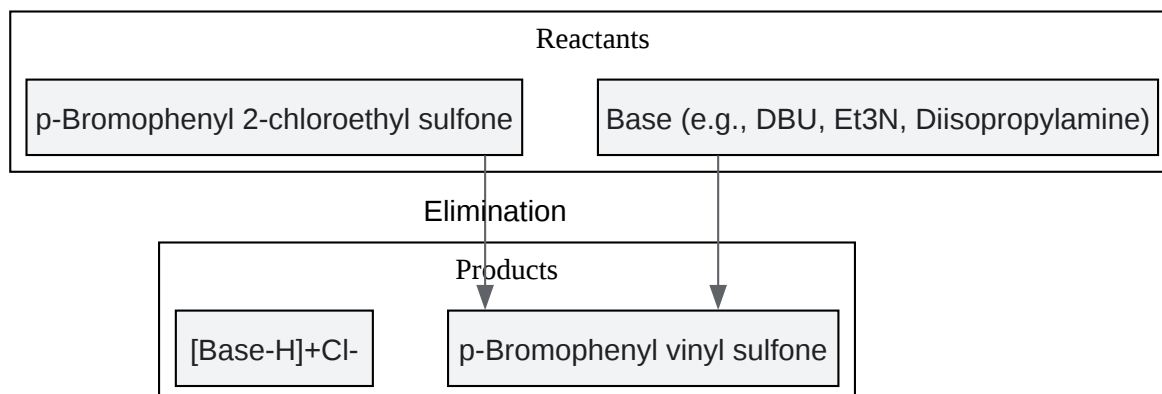 Reactants
p-Bromophenyl 2-chloroethyl sulfone
Base (e.g., DBU, Et3N, Diisopropylamine)
Elimination
Products
[Base-H]+Cl-
p-Bromophenyl vinyl sulfone